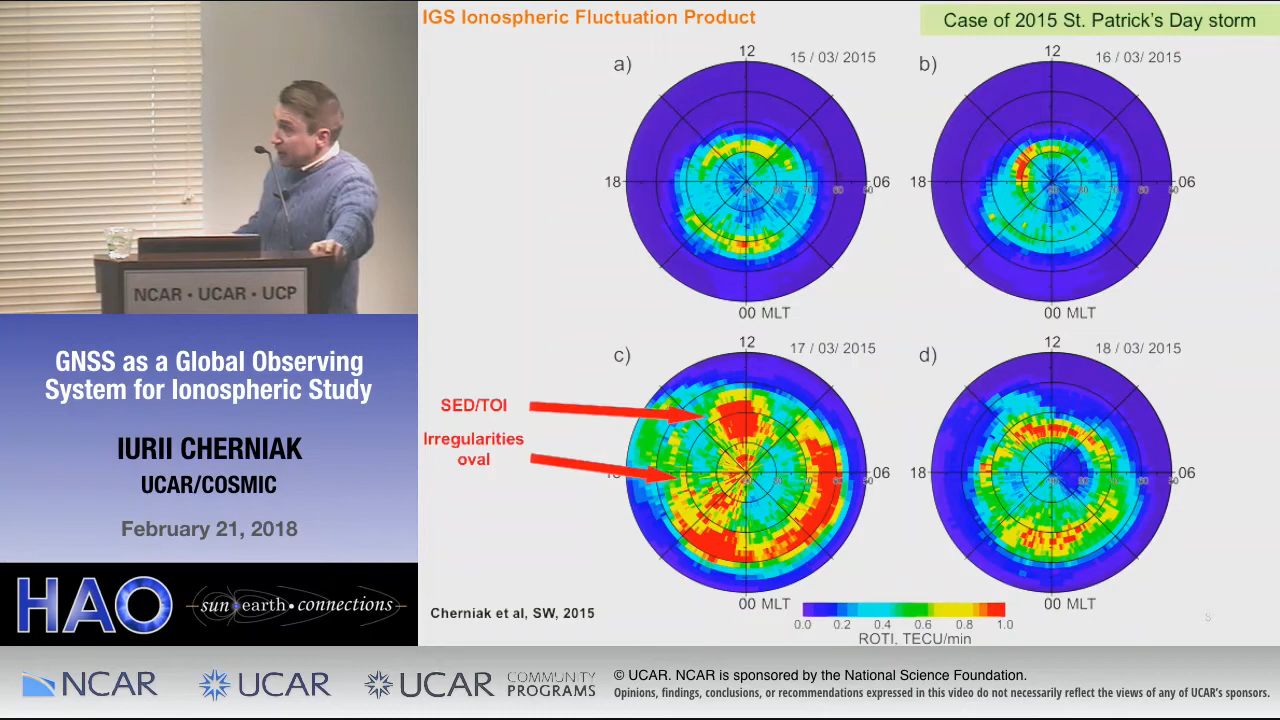 IGS Ionospheric Fluctuation Product
Case of 2015 St. Patrick's Day storm
a)
12
15 / 03/ 2015
18
06
00 MLT
b)
12
16 / 03/ 2015
18
06
00 MLT
c)
12
17 / 03/ 2015
SED/TOI
Irregularities
oval
06
00 MLT
d)
12
18 / 03/ 2015
18
06
00 MLT
0.0 0.2 0.4 0.6 0.8 1.0
ROTI, TECU/min
Cherniak et al, SW, 2015
NCAR • UCAR • UCP
GNSS as a Global Observing
System for Ionospheric Study
IURII CHERNIAK
UCAR/COSMIC
February 21, 2018
HAO
sun • earth • connections
NCAR
UCAR
UCAR
COMMUNITY
PROGRAMS
© UCAR. NCAR is sponsored by the National Science Foundation.
Opinions, findings, conclusions, or recommendations expressed in this video do not necessarily reflect the views of any of UCAR's sponsors.